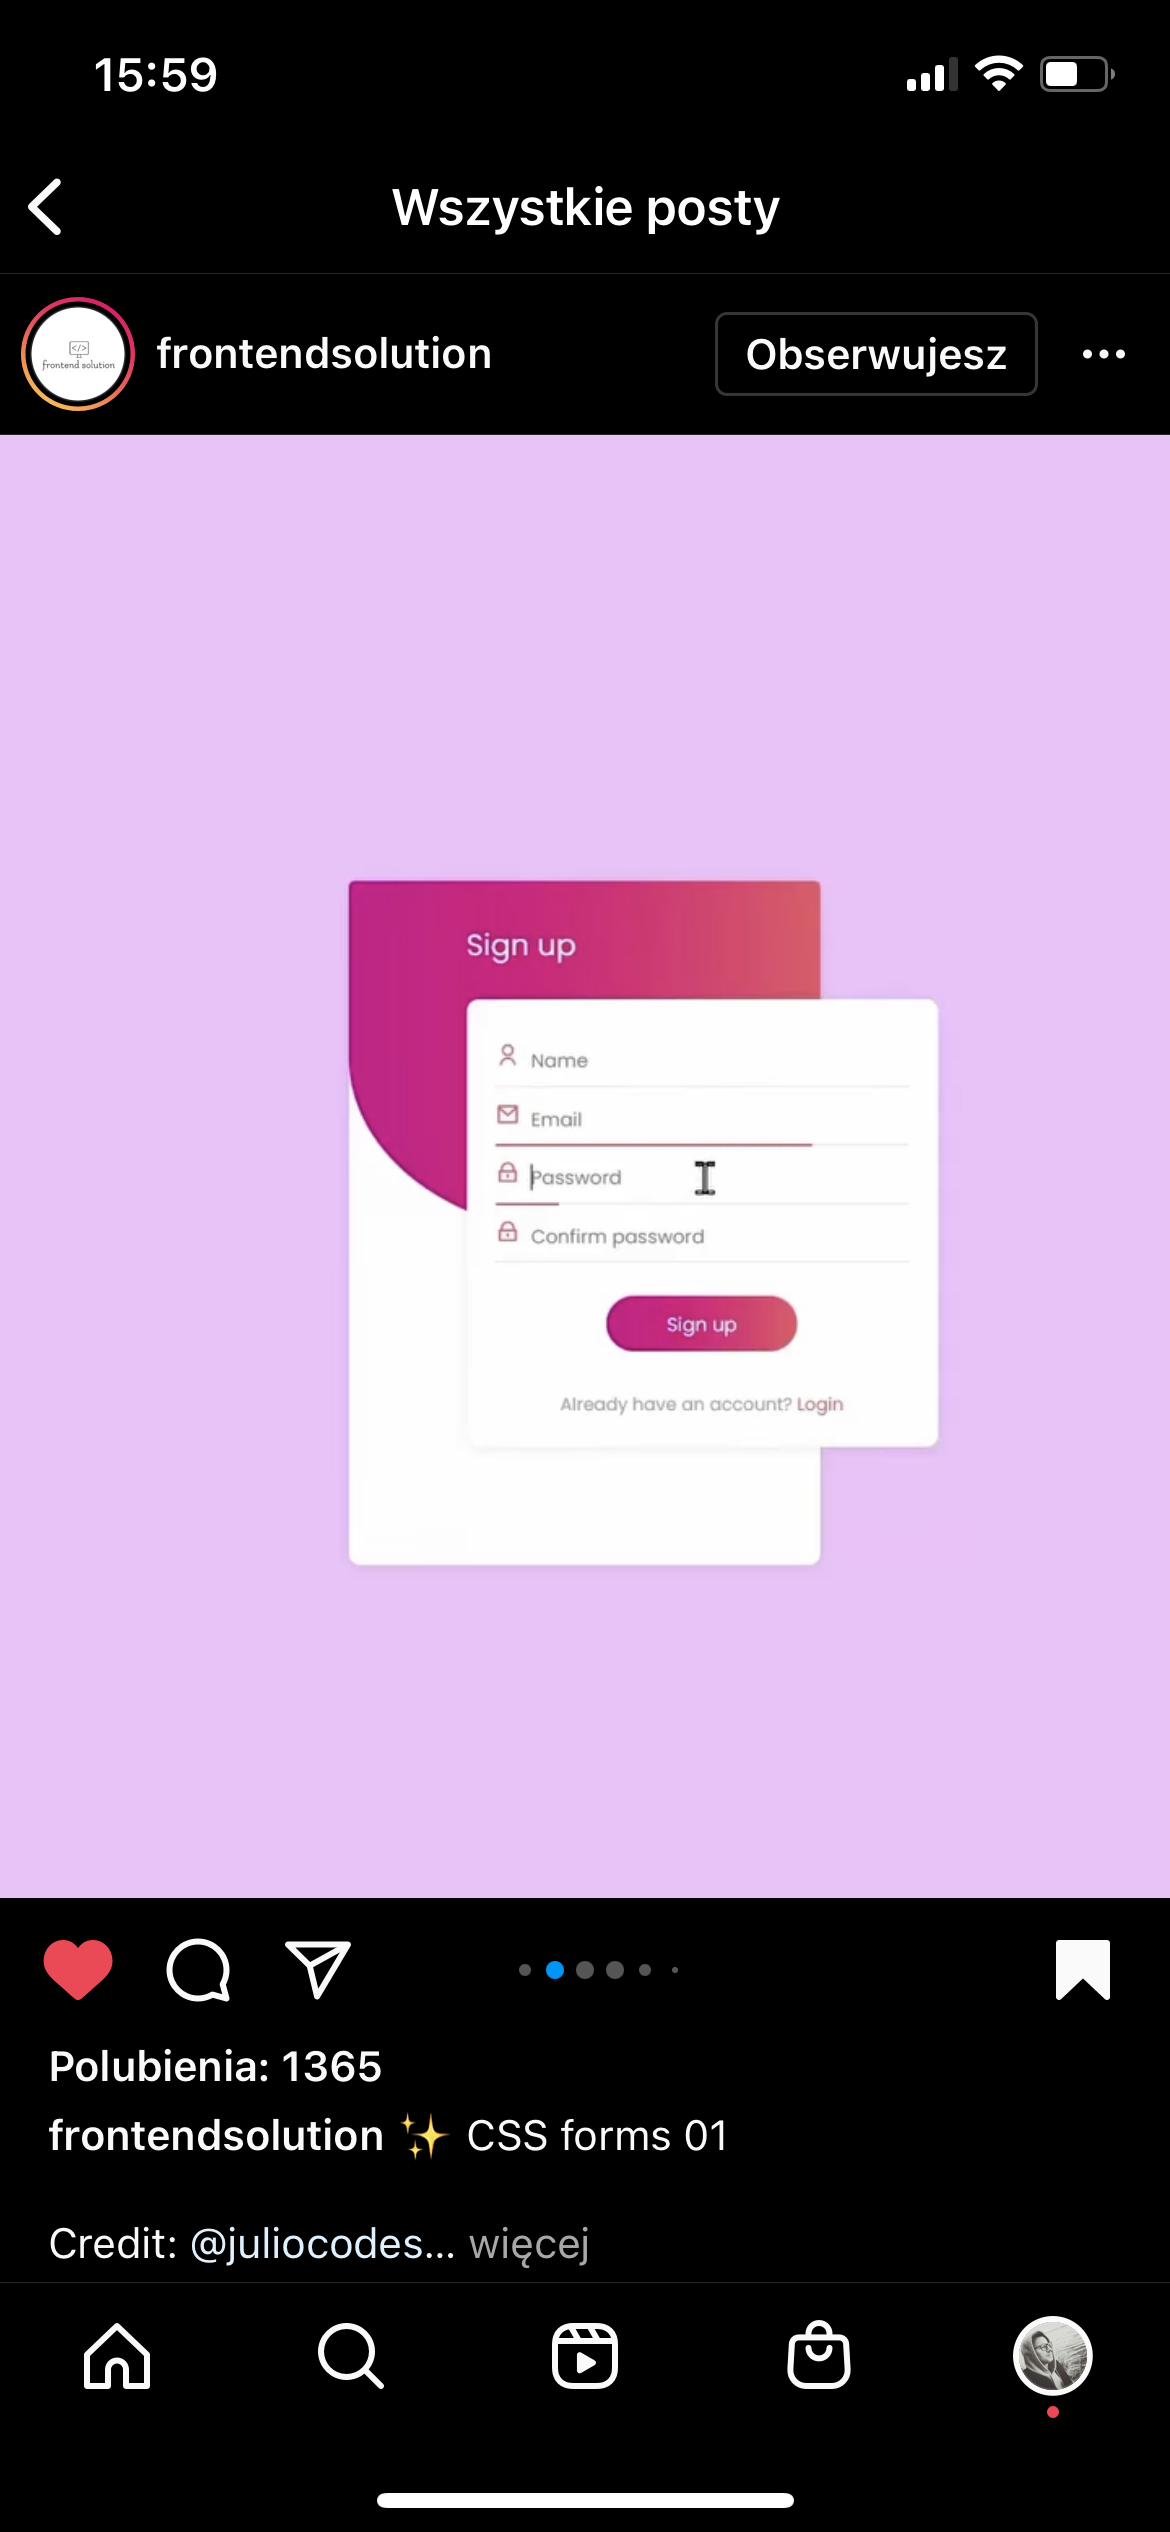 15:59
Wszystkie posty
</>
frontend solution
frontendsolution
Obserwujesz
Sign up
Name
Email
Password
Confirm password
Sign up
Already have an account? Login
Polubienia: 1365
frontendsolution ✨ CSS forms 01
Credit: @juliocodes... więcej